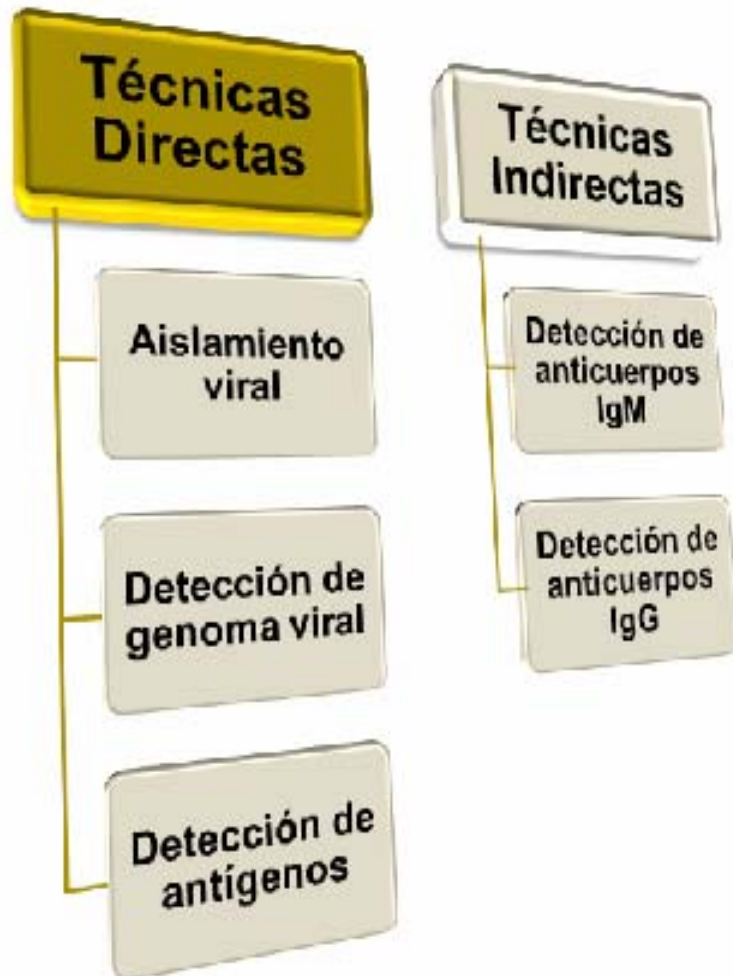 Técnicas
Directas
Aislamiento
viral
Detección de
genoma viral
Detección de
antígenos
Técnicas
Indirectas
Detección de
anticuerpos
IgM
Detección de
anticuerpos
IgG